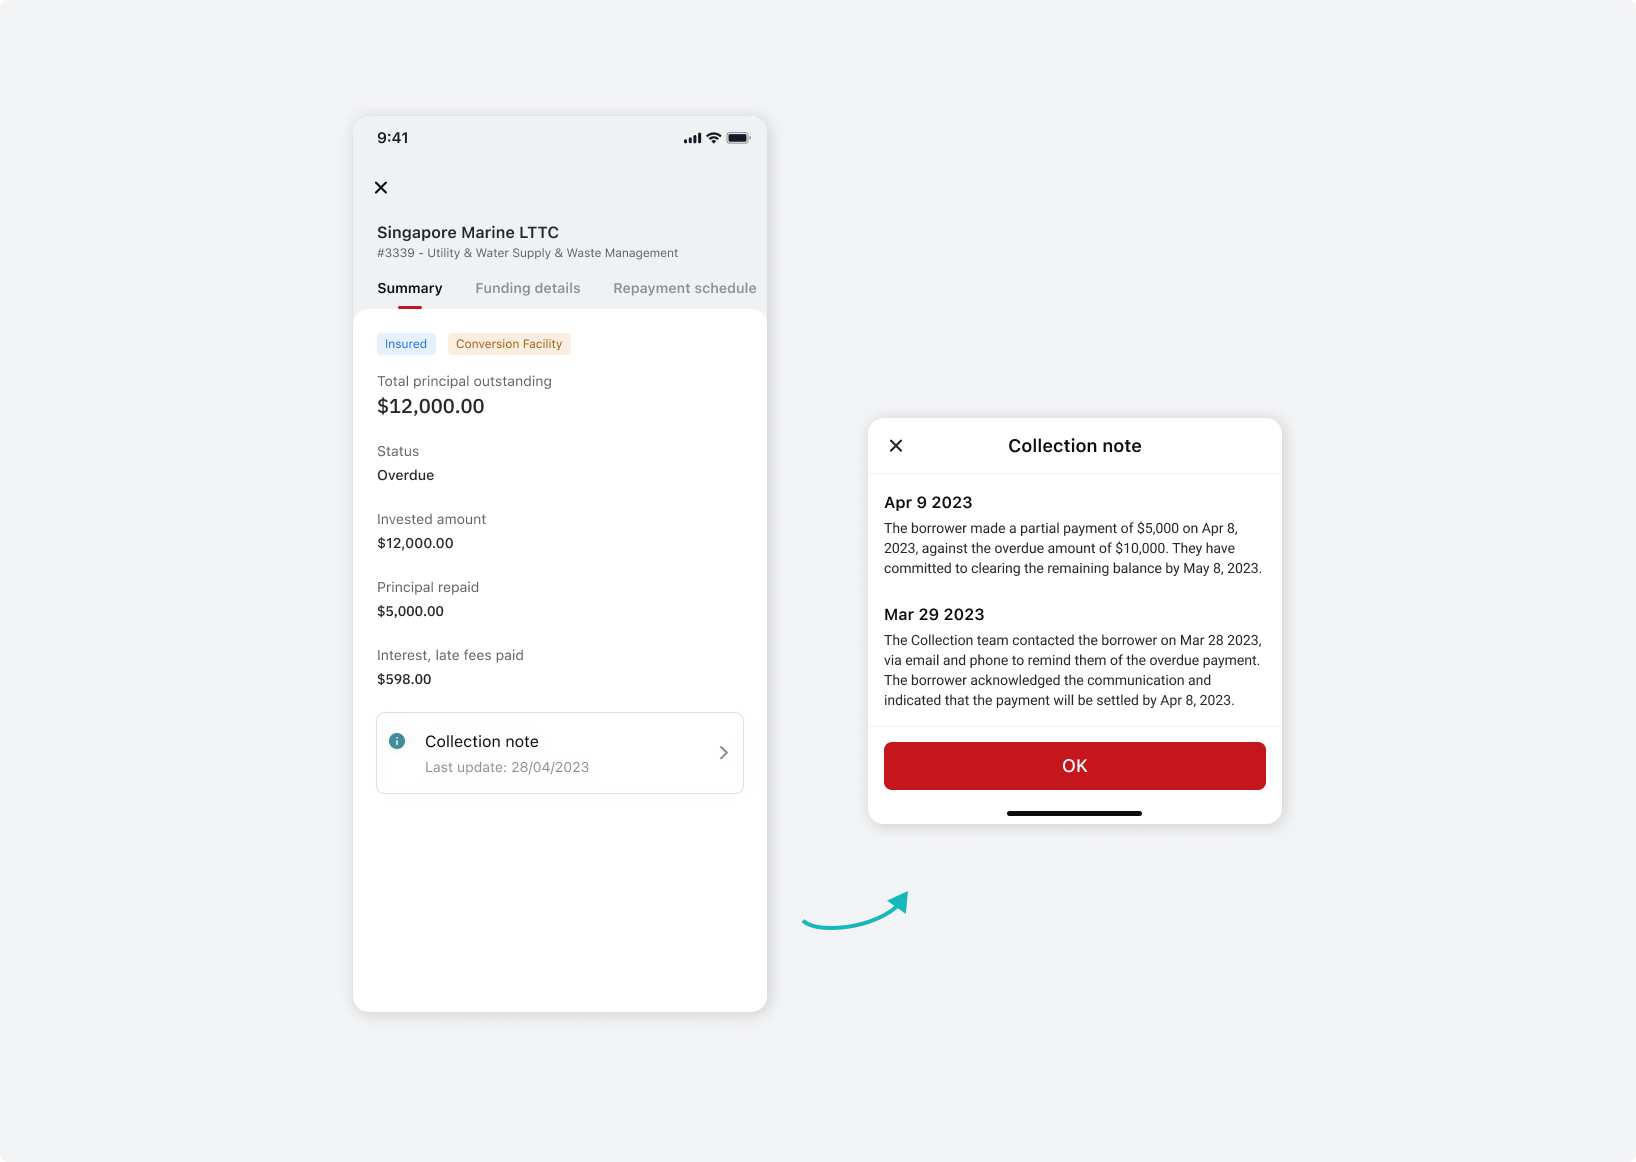 9:41
Singapore Marine LTTC
#3339 - Utility & Water Supply & Waste Management
Summary Funding details Repayment schedule
Insured Conversion Facility
Total principal outstanding
$12,000.00
Status
Overdue
Invested amount
$12,000.00
Principal repaid
$5,000.00
Interest, late fees paid
$598.00
Collection note
Last update: 28/04/2023
Collection note
Apr 9 2023
The borrower made a partial payment of $5,000 on Apr 8,
2023, against the overdue amount of $10,000. They have
committed to clearing the remaining balance by May 8, 2023.
Mar 29 2023
The Collection team contacted the borrower on Mar 28 2023,
via email and phone to remind them of the overdue payment.
The borrower acknowledged the communication and
indicated that the payment will be settled by Apr 8, 2023.
OK